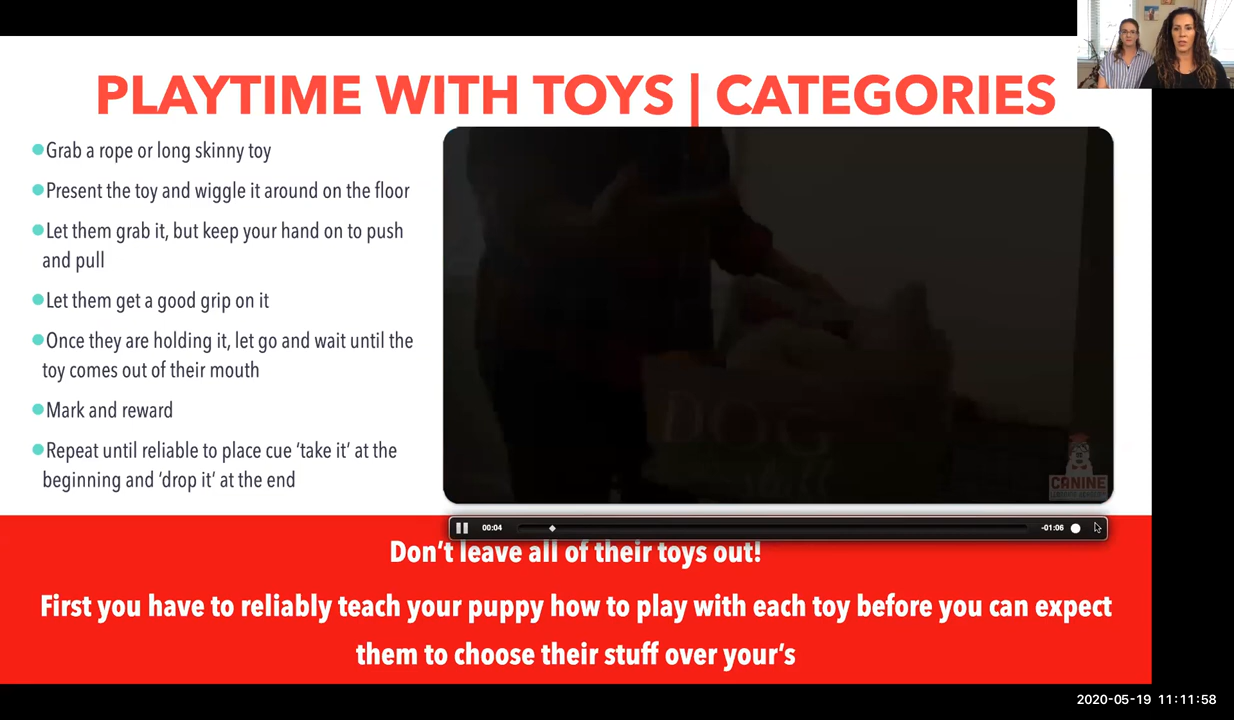 PLAYTIME WITH TOYS | CATEGORIES
Grab a rope or long skinny toy
Present the toy and wiggle it around on the floor
Let them grab it, but keep your hand on to push
and pull
Let them get a good grip on it
Once they are holding it, let go and wait until the
toy comes out of their mouth
Mark and reward
Repeat until reliable to place cue ‘take it’ at the
beginning and ‘drop it’ at the end
DOG
CANINE
00:04
-01:06
Don’t leave all of their toys out!
First you have to reliably teach your puppy how to play with each toy before you can expect
them to choose their stuff over your’s
2020-05-19 11:11:58